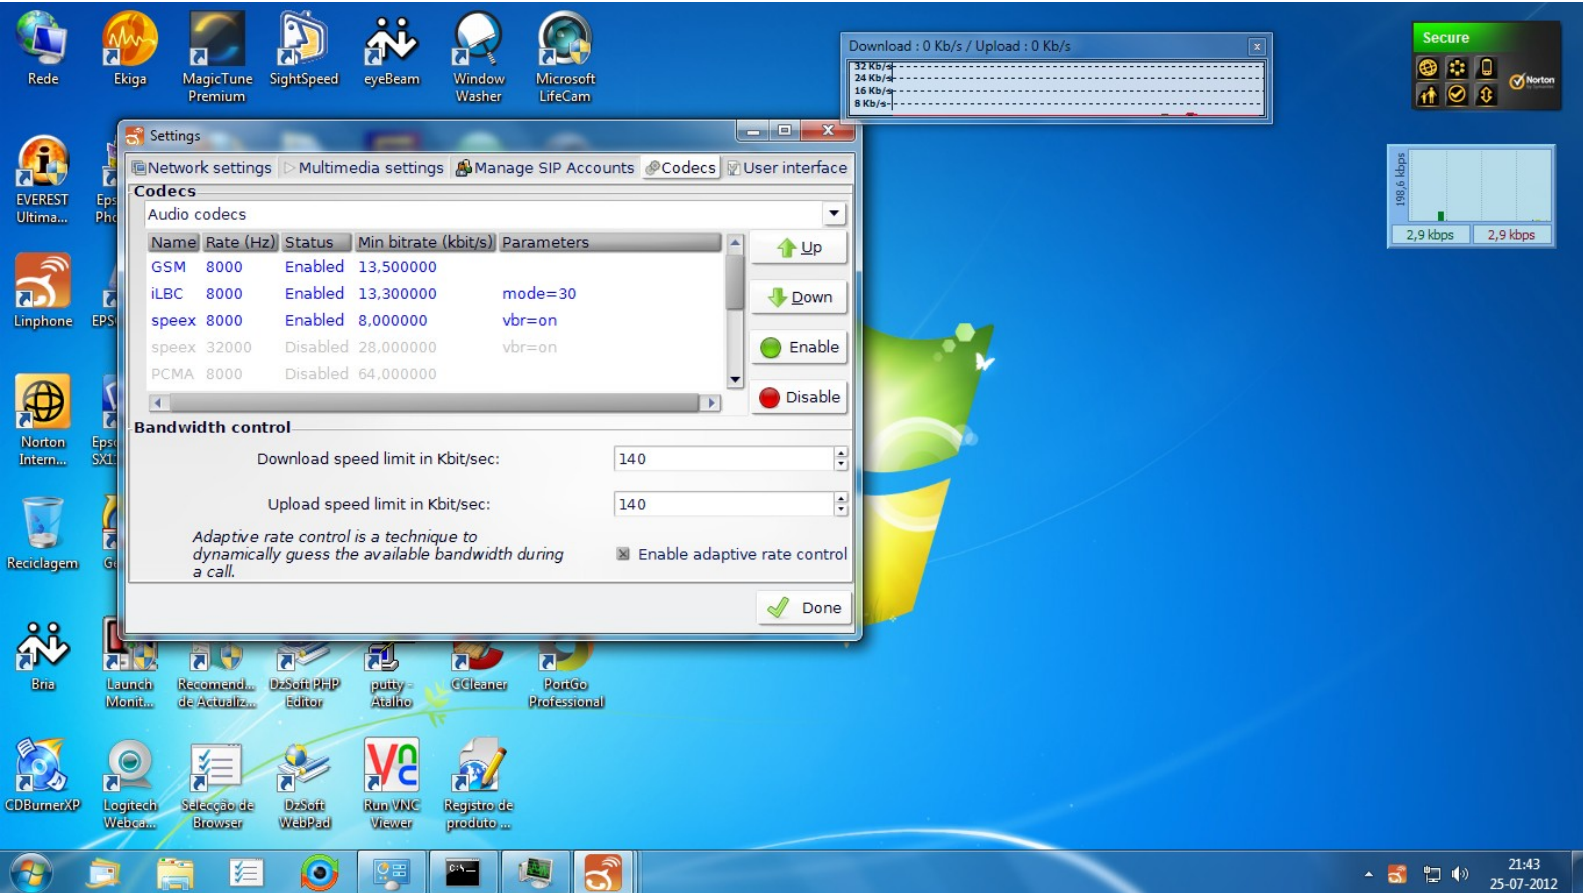 Rede
Ekiga
MagicTune
Premium
SightSpeed
eyeBeam
Window
Washer
Microsoft
LifeCam
Download : 0 Kb/s / Upload : 0 Kb/s
32 Kb/s
24 Kb/s
16 Kb/s
8 Kb/s
Secure
Norton
by Symantec
198,6 kbps
2,9 kbps
2,9 kbps
EVEREST
Ultima...
Linphone
Norton
Intern...
Reciclagem
Bria
CDBurnerXP
Settings
Network settings
Multimedia settings
Manage SIP Accounts
Codecs
User interface
Codecs
Audio codecs
Name Rate (Hz) Status Min bitrate (kbit/s) Parameters
GSM 8000 Enabled 13,500000
iLBC 8000 Enabled 13,300000 mode=30
speex 8000 Enabled 8,000000 vbr=on
speex 32000 Disabled 28,000000 vbr=on
PCMA 8000 Disabled 64,000000
Up
Down
Enable
Disable
Bandwidth control
Download speed limit in Kbit/sec: 140
Upload speed limit in Kbit/sec: 140
Adaptive rate control is a technique to
dynamically guess the available bandwidth during
a call.
Enable adaptive rate control
Done
Launch
Monit...
Recomend...
de Actualiz...
DzSoft PHP
Editor
putty -
Atalho
CCleaner
PortGo
Professional
Logitech
Webca...
Selecção de
Browser
DzSoft
WebPad
Run VNC
Viewer
Registro de
produto ...
21:43
25-07-2012